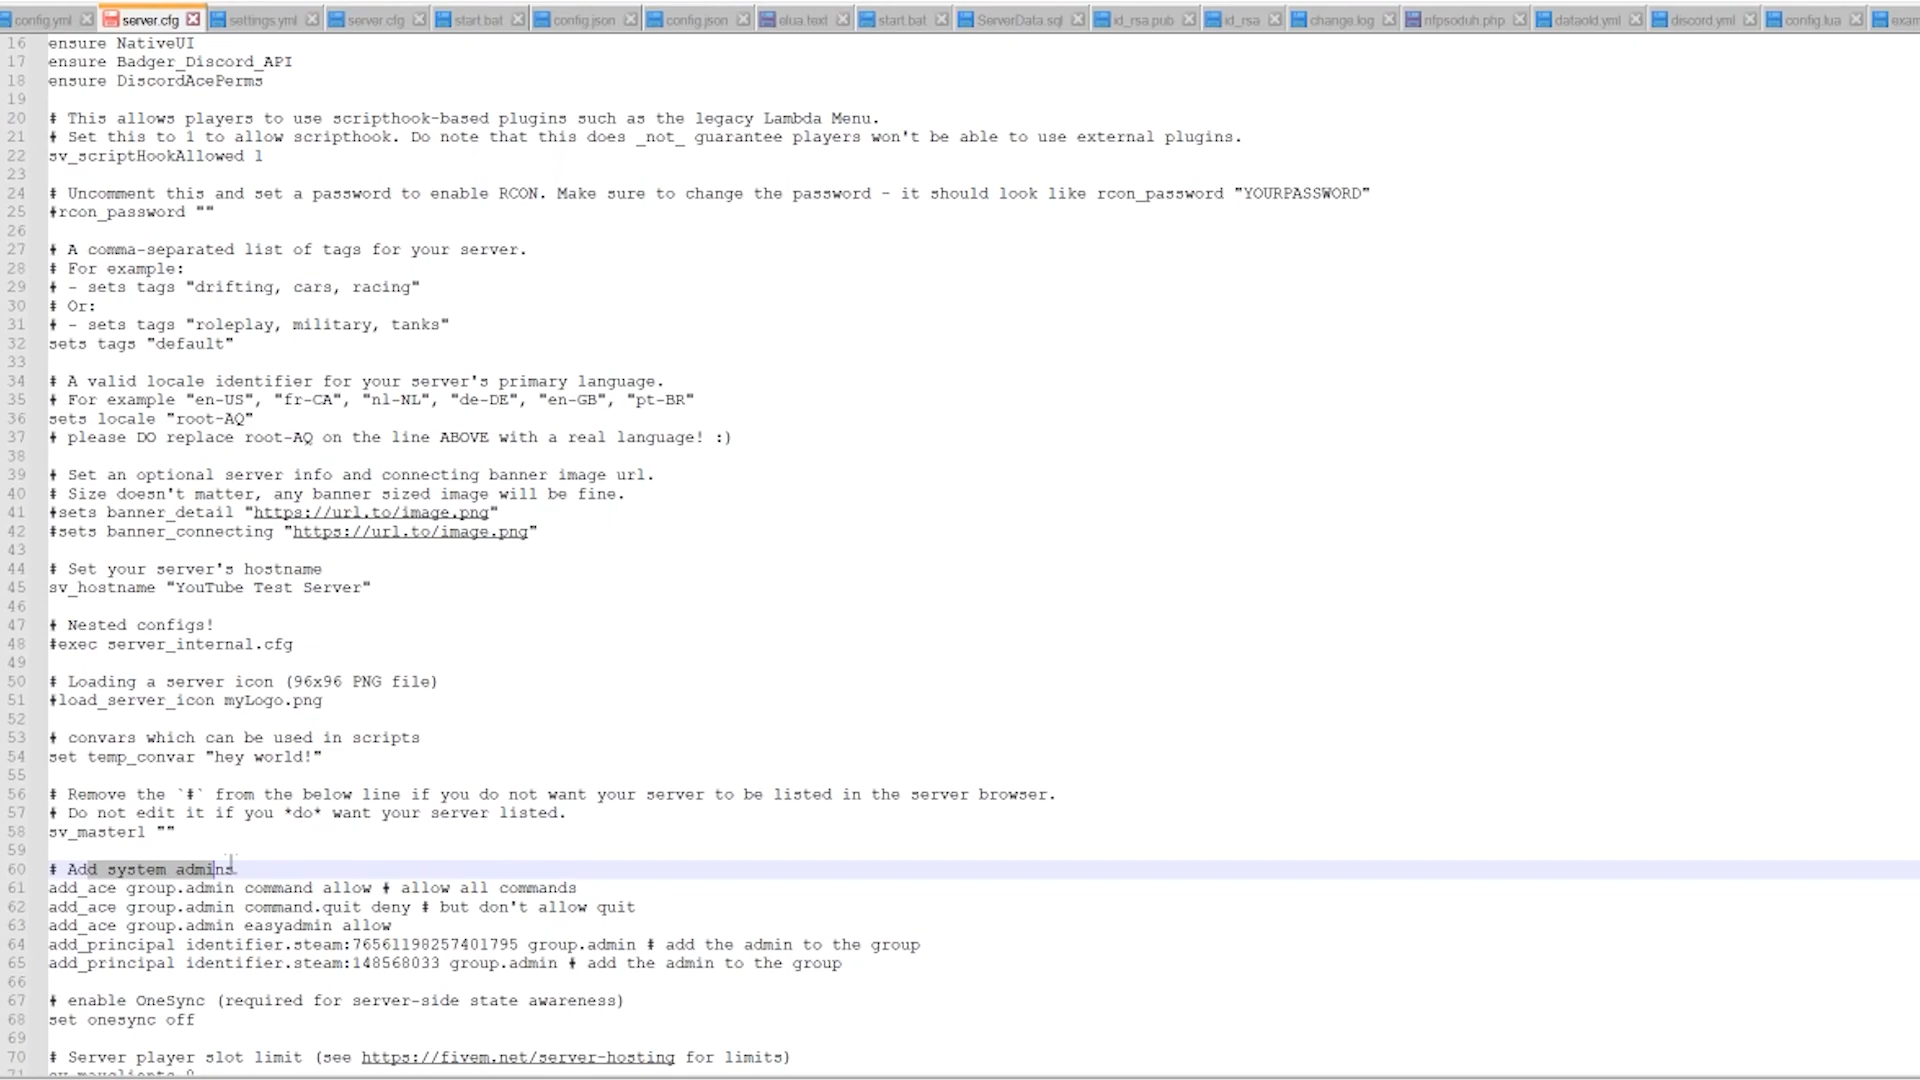 config.yml server.cfg settings.yml server.cfg start.bat config.json config.json elua.text start.bat ServerData.sql id_rsa.pub id_rsa change.log nfpsoduh.php dataold.yml discord.yml config.lua exam
16 ensure NativeUI
17 ensure Badger_Discord_API
18 ensure DiscordAcePerms
19
20 # This allows players to use scripthook-based plugins such as the legacy Lambda Menu.
21 # Set this to 1 to allow scripthook. Do note that this does _not_ guarantee players won't be able to use external plugins.
22 sv_scriptHookAllowed 1
23
24 # Uncomment this and set a password to enable RCON. Make sure to change the password - it should look like rcon_password "YOURPASSWORD"
25 #rcon_password ""
26
27 # A comma-separated list of tags for your server.
28 # For example:
29 # - sets tags "drifting, cars, racing"
30 # Or:
31 # - sets tags "roleplay, military, tanks"
32 sets tags "default"
33
34 # A valid locale identifier for your server's primary language.
35 # For example "en-US", "fr-CA", "nl-NL", "de-DE", "en-GB", "pt-BR"
36 sets locale "root-AQ"
37 # please DO replace root-AQ on the line ABOVE with a real language! :)
38
39 # Set an optional server info and connecting banner image url.
40 # Size doesn't matter, any banner sized image will be fine.
41 #sets banner_detail "https://url.to/image.png"
42 #sets banner_connecting "https://url.to/image.png"
43
44 # Set your server's hostname
45 sv_hostname "YouTube Test Server"
46
47 # Nested configs!
48 #exec server_internal.cfg
49
50 # Loading a server icon (96x96 PNG file)
51 #load_server_icon myLogo.png
52
53 # convars which can be used in scripts
54 set temp_convar "hey world!"
55
56 # Remove the `#` from the below line if you do not want your server to be listed in the server browser.
57 # Do not edit it if you *do* want your server listed.
58 sv_master1 ""
59
60 # Add system admins
61 add_ace group.admin command allow # allow all commands
62 add_ace group.admin command.quit deny # but don't allow quit
63 add_ace group.admin easyadmin allow
64 add_principal identifier.steam:76561198257401795 group.admin # add the admin to the group
65 add_principal identifier.steam:148568033 group.admin # add the admin to the group
66
67 # enable OneSync (required for server-side state awareness)
68 set onesync off
69
70 # Server player slot limit (see https://fivem.net/server-hosting for limits)